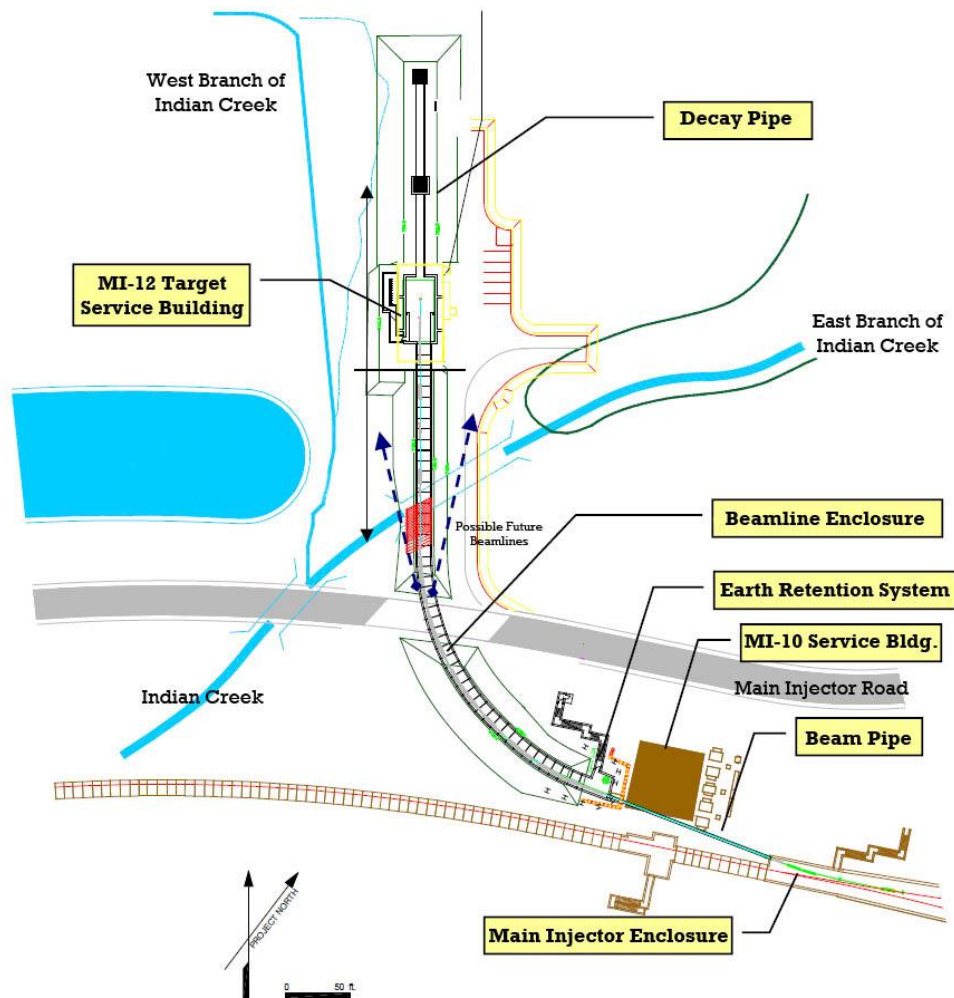 West Branch of
Indian Creek
Decay Pipe
MI-12 Target
Service Building
East Branch of
Indian Creek
Possible Future
Beamlines
Beamline Enclosure
Earth Retention System
MI-10 Service Bldg.
Main Injector Road
Indian Creek
Beam Pipe
Main Injector Enclosure
PROJECT NORTH
0 50 ft.